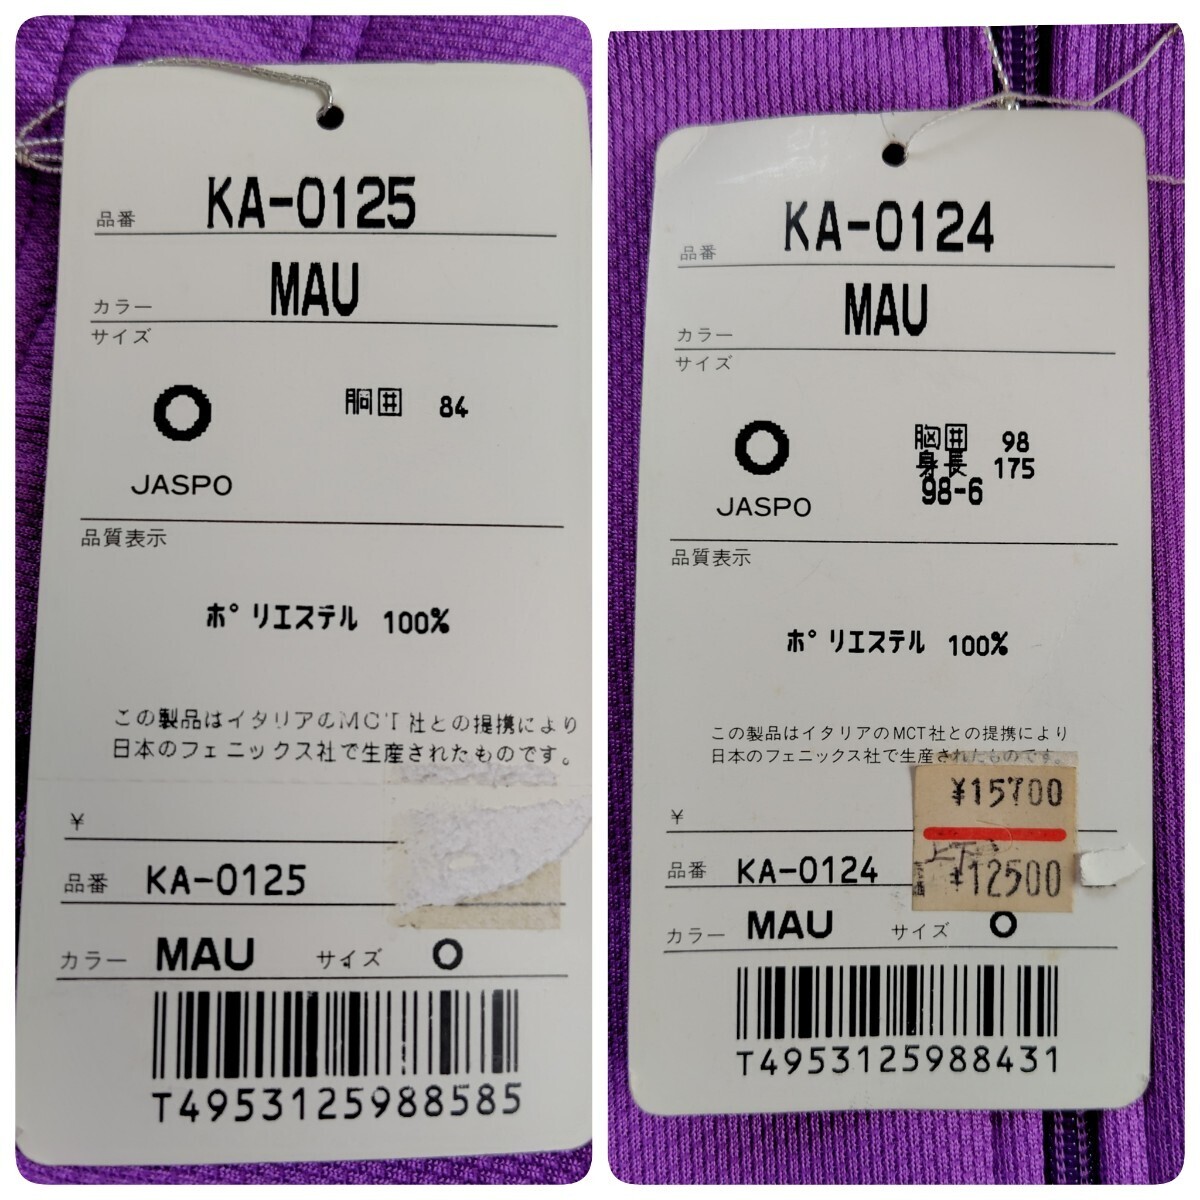 品番 KA-0125
カラー MAU
サイズ
O 胴囲 84
JASPO
品質表示
ポリエステル 100%
この製品はイタリアのMCT社との提携により
日本のフェニックス社で生産されたものです。
¥
品番 KA-0125
カラー MAU サイズ O
T4953125988585
品番 KA-0124
カラー MAU
サイズ
O 胸囲 98
身長 175
98-6
JASPO
品質表示
ポリエステル 100%
この製品はイタリアのMCT社との提携により
日本のフェニックス社で生産されたものです。
¥15700
¥
上下
品番 KA-0124 ¥12500
カラー MAU サイズ O
T4953125988431